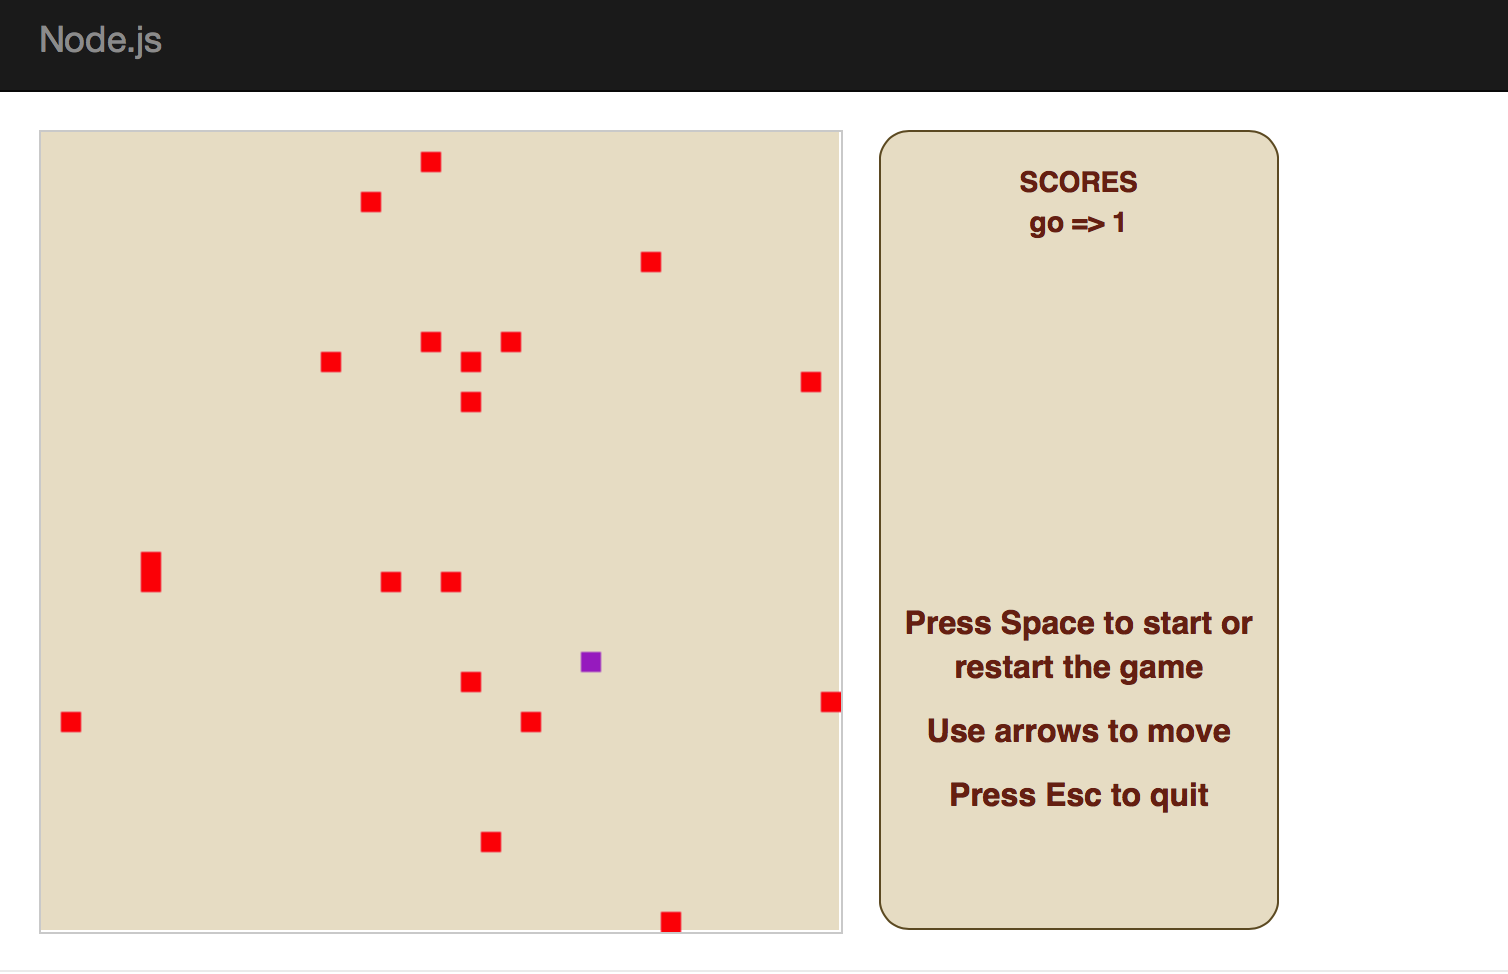 Node.js
SCORES
go => 1
Press Space to start or
restart the game
Use arrows to move
Press Esc to quit